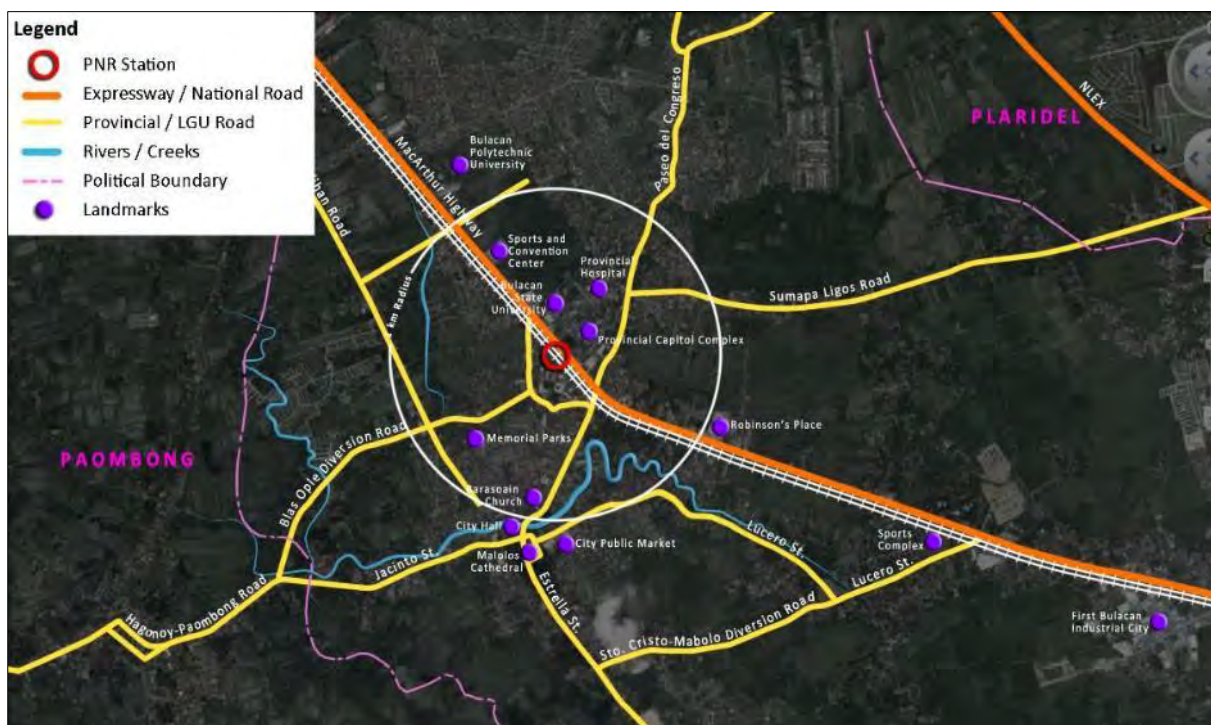 Legend
PNR Station
Expressway / National Road
Provincial / LGU Road
Rivers / Creeks
Political Boundary
Landmarks
NLEX
PLARIDEL
Paseo del Congreso
Bulacan
Polytechnic
University
MacArthur Highway
Road
Sports and
Convention
Center
Provincial
Hospital
Sumapa Ligos Road
Bulacan
State
University
km Radius
Provincial Capitol Complex
Robinson's Place
Memorial Parks
PAOMBONG
Blas Ople Diversion Road
Barasoain
Church
City Hall
Jacinto St.
City Public Market
Malolos
Cathedral
Lucero St.
Sports
Complex
Lucero St.
Estrella St.
Hagonoy-Paombong Road
Sto. Cristo-Mabolo Diversion Road
First Bulacan
Industrial City